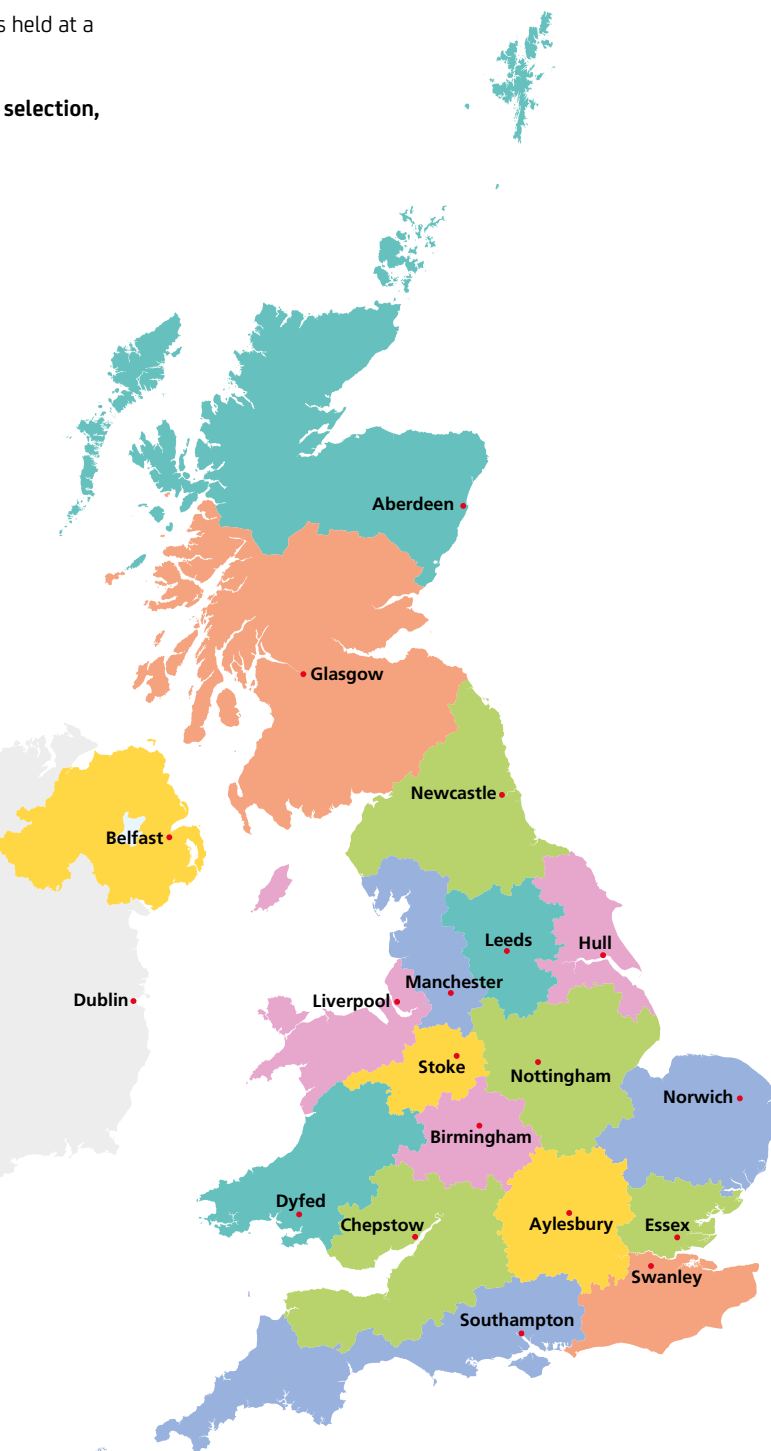 s held at a
selection,
Aberdeen
Glasgow
Newcastle
Belfast
Leeds
Hull
Manchester
Dublin
Liverpool
Stoke
Nottingham
Norwich
Birmingham
Dyfed
Chepstow
Aylesbury
Essex
Swanley
Southampton